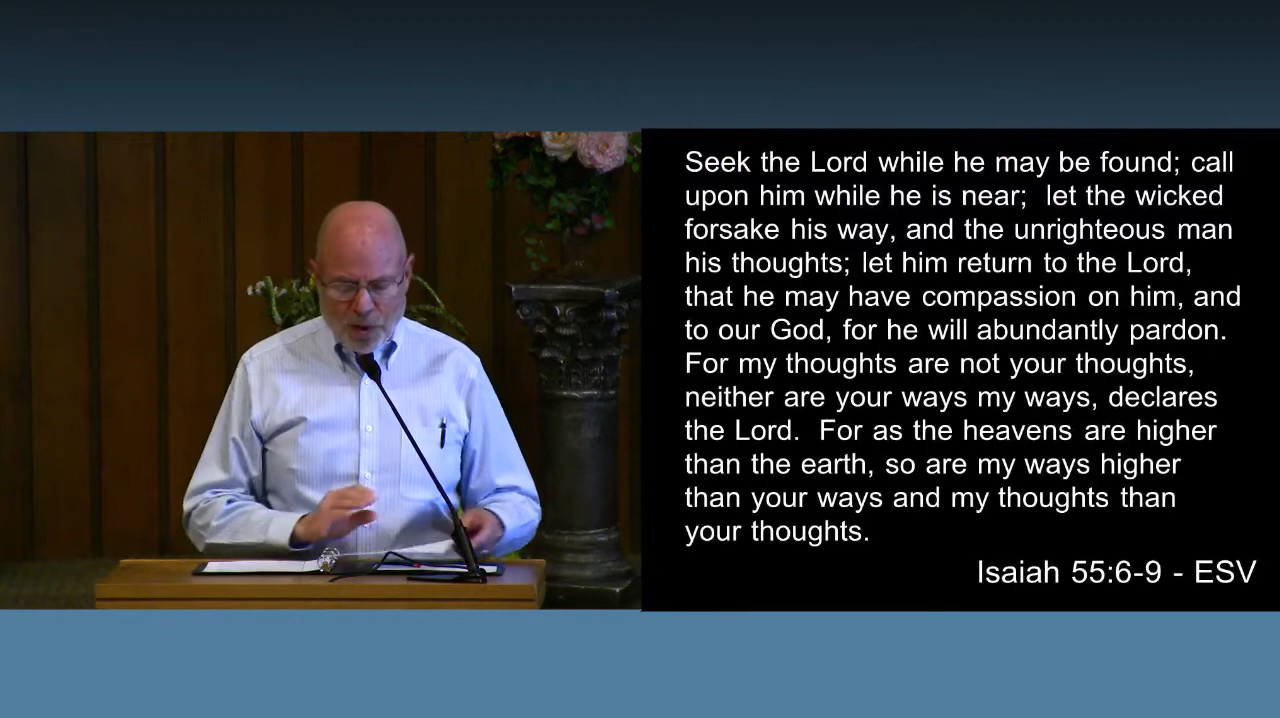 Seek the Lord while he may be found; call
upon him while he is near;  let the wicked
forsake his way, and the unrighteous man
his thoughts; let him return to the Lord,
that he may have compassion on him, and
to our God, for he will abundantly pardon.
For my thoughts are not your thoughts,
neither are your ways my ways, declares
the Lord.  For as the heavens are higher
than the earth, so are my ways higher
than your ways and my thoughts than
your thoughts.
Isaiah 55:6-9 - ESV